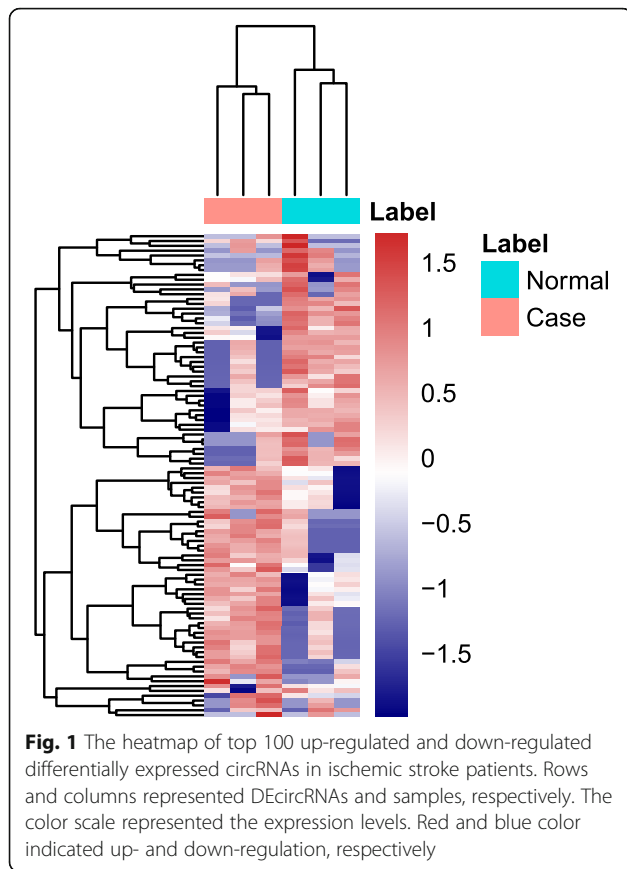 Label
1.5
1
0.5
0
−0.5
−1
−1.5
Label
Normal
Case
Fig. 1 The heatmap of top 100 up-regulated and down-regulated
differentially expressed circRNAs in ischemic stroke patients. Rows
and columns represented DEcircRNAs and samples, respectively. The
color scale represented the expression levels. Red and blue color
indicated up- and down-regulation, respectively